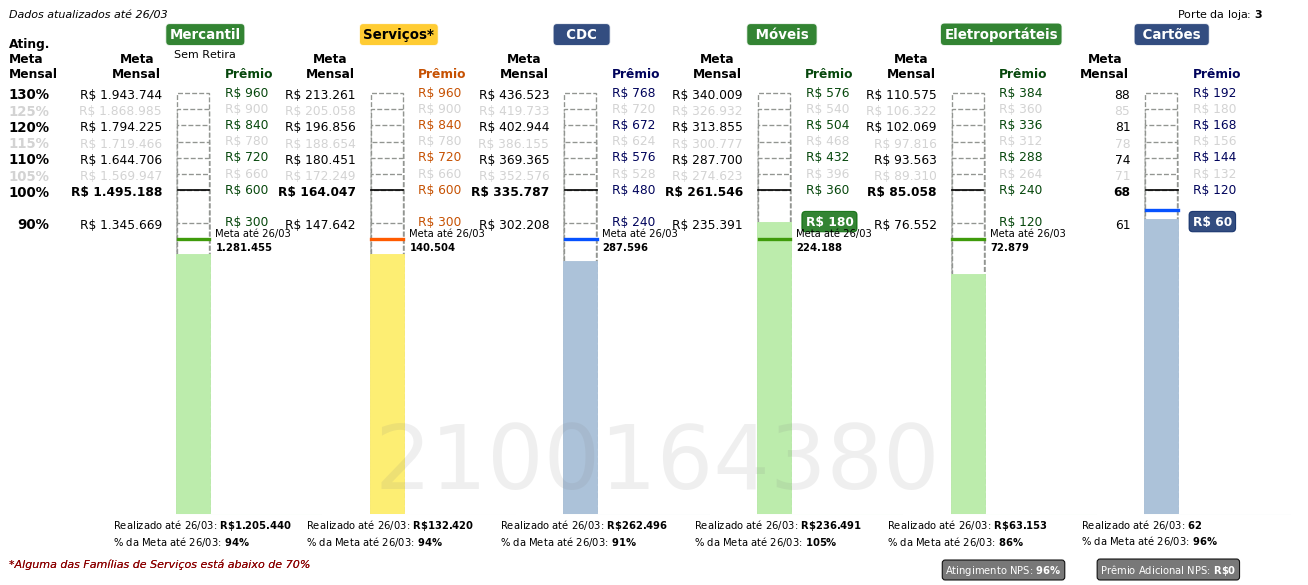 Dados atualizados até 26/03 Porte da loja: 3
Mercantil Serviços* CDC Móveis Eletroportáteis Cartões
Sem Retira
Ating. Meta Mensal
Meta Mensal Prêmio Meta Mensal Prêmio Meta Mensal Prêmio Meta Mensal Prêmio Meta Mensal Prêmio Meta Mensal Prêmio
130% R$ 1.943.744 R$ 960 R$ 213.261 R$ 960 R$ 436.523 R$ 768 R$ 340.009 R$ 576 R$ 110.575 R$ 384 88 R$ 192
125% R$ 1.868.985 R$ 900 R$ 205.058 R$ 900 R$ 419.733 R$ 720 R$ 326.932 R$ 540 R$ 106.322 R$ 360 85 R$ 180
120% R$ 1.794.225 R$ 840 R$ 196.856 R$ 840 R$ 402.944 R$ 672 R$ 313.855 R$ 504 R$ 102.069 R$ 336 81 R$ 168
115% R$ 1.719.466 R$ 780 R$ 188.654 R$ 780 R$ 386.155 R$ 624 R$ 300.777 R$ 468 R$ 97.816 R$ 312 78 R$ 156
110% R$ 1.644.706 R$ 720 R$ 180.451 R$ 720 R$ 369.365 R$ 576 R$ 287.700 R$ 432 R$ 93.563 R$ 288 74 R$ 144
105% R$ 1.569.947 R$ 660 R$ 172.249 R$ 660 R$ 352.576 R$ 528 R$ 274.623 R$ 396 R$ 89.310 R$ 264 71 R$ 132
100% R$ 1.495.188 R$ 600 R$ 164.047 R$ 600 R$ 335.787 R$ 480 R$ 261.546 R$ 360 R$ 85.058 R$ 240 68 R$ 120
90% R$ 1.345.669 R$ 300 R$ 147.642 R$ 300 R$ 302.208 R$ 240 R$ 235.391 R$ 180 R$ 76.552 R$ 120 61 R$ 60
Meta até 26/03 Meta até 26/03 Meta até 26/03 Meta até 26/03 Meta até 26/03
1.281.455 140.504 287.596 224.188 72.879
2100164380
Realizado até 26/03: R$1.205.440 Realizado até 26/03: R$132.420 Realizado até 26/03: R$262.496 Realizado até 26/03: R$236.491 Realizado até 26/03: R$63.153 Realizado até 26/03: 62
% da Meta até 26/03: 94% % da Meta até 26/03: 94% % da Meta até 26/03: 91% % da Meta até 26/03: 105% % da Meta até 26/03: 86% % da Meta até 26/03: 96%
*Alguma das Famílias de Serviços está abaixo de 70% Atingimento NPS: 96% Prêmio Adicional NPS: R$0